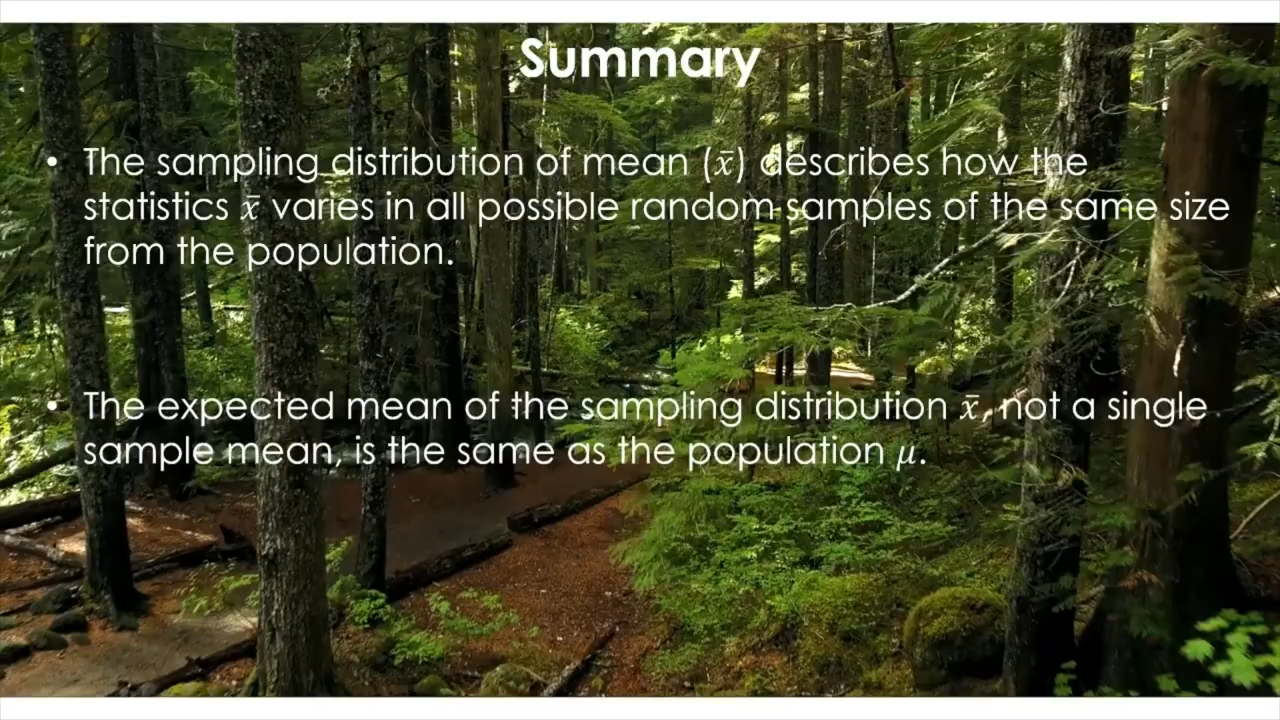 Summary
• The sampling distribution of mean (x̄) describes how the
statistics x̄ varies in all possible random samples of the same size
from the population.
• The expected mean of the sampling distribution x̄, not a single
sample mean, is the same as the population μ.